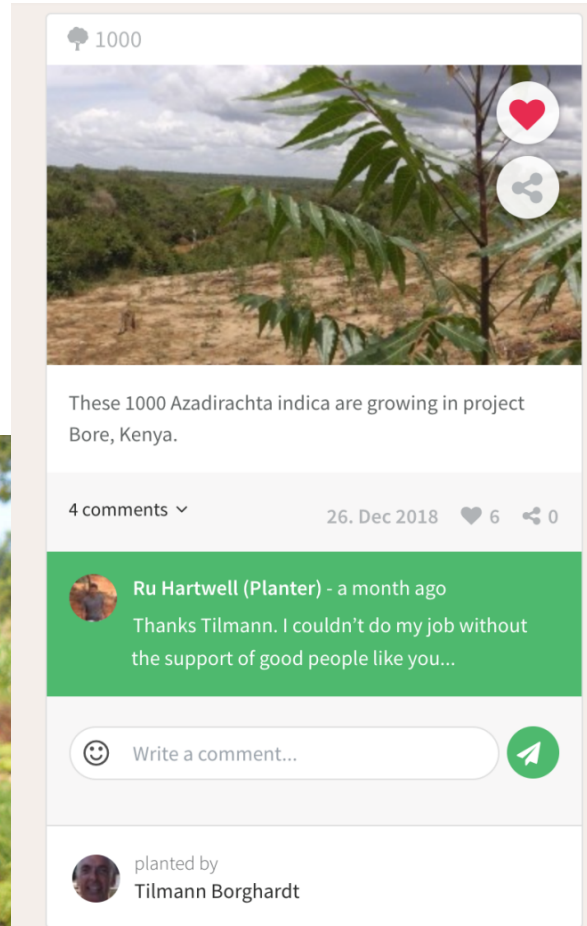 1000
These 1000 Azadirachta indica are growing in project
Bore, Kenya.
4 comments
26. Dec 2018 6 0
Ru Hartwell (Planter) - a month ago
Thanks Tilmann. I couldn't do my job without
the support of good people like you...
Write a comment...
planted by
Tilmann Borghardt